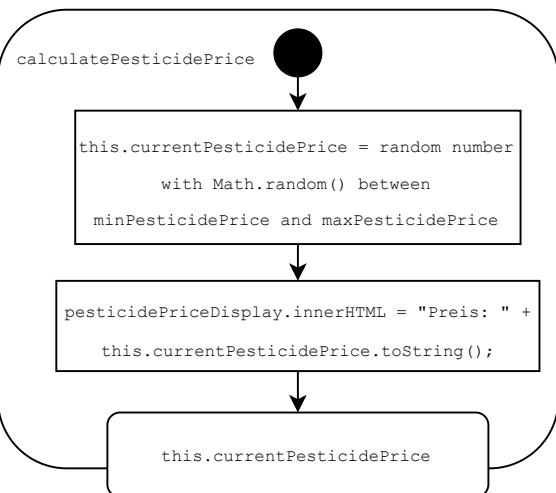 calculatePesticidePrice
this.currentPesticidePrice = random number
with Math.random() between
minPesticidePrice and maxPesticidePrice
pesticidePriceDisplay.innerHTML = "Preis: " +
this.currentPesticidePrice.toString();
this.currentPesticidePrice